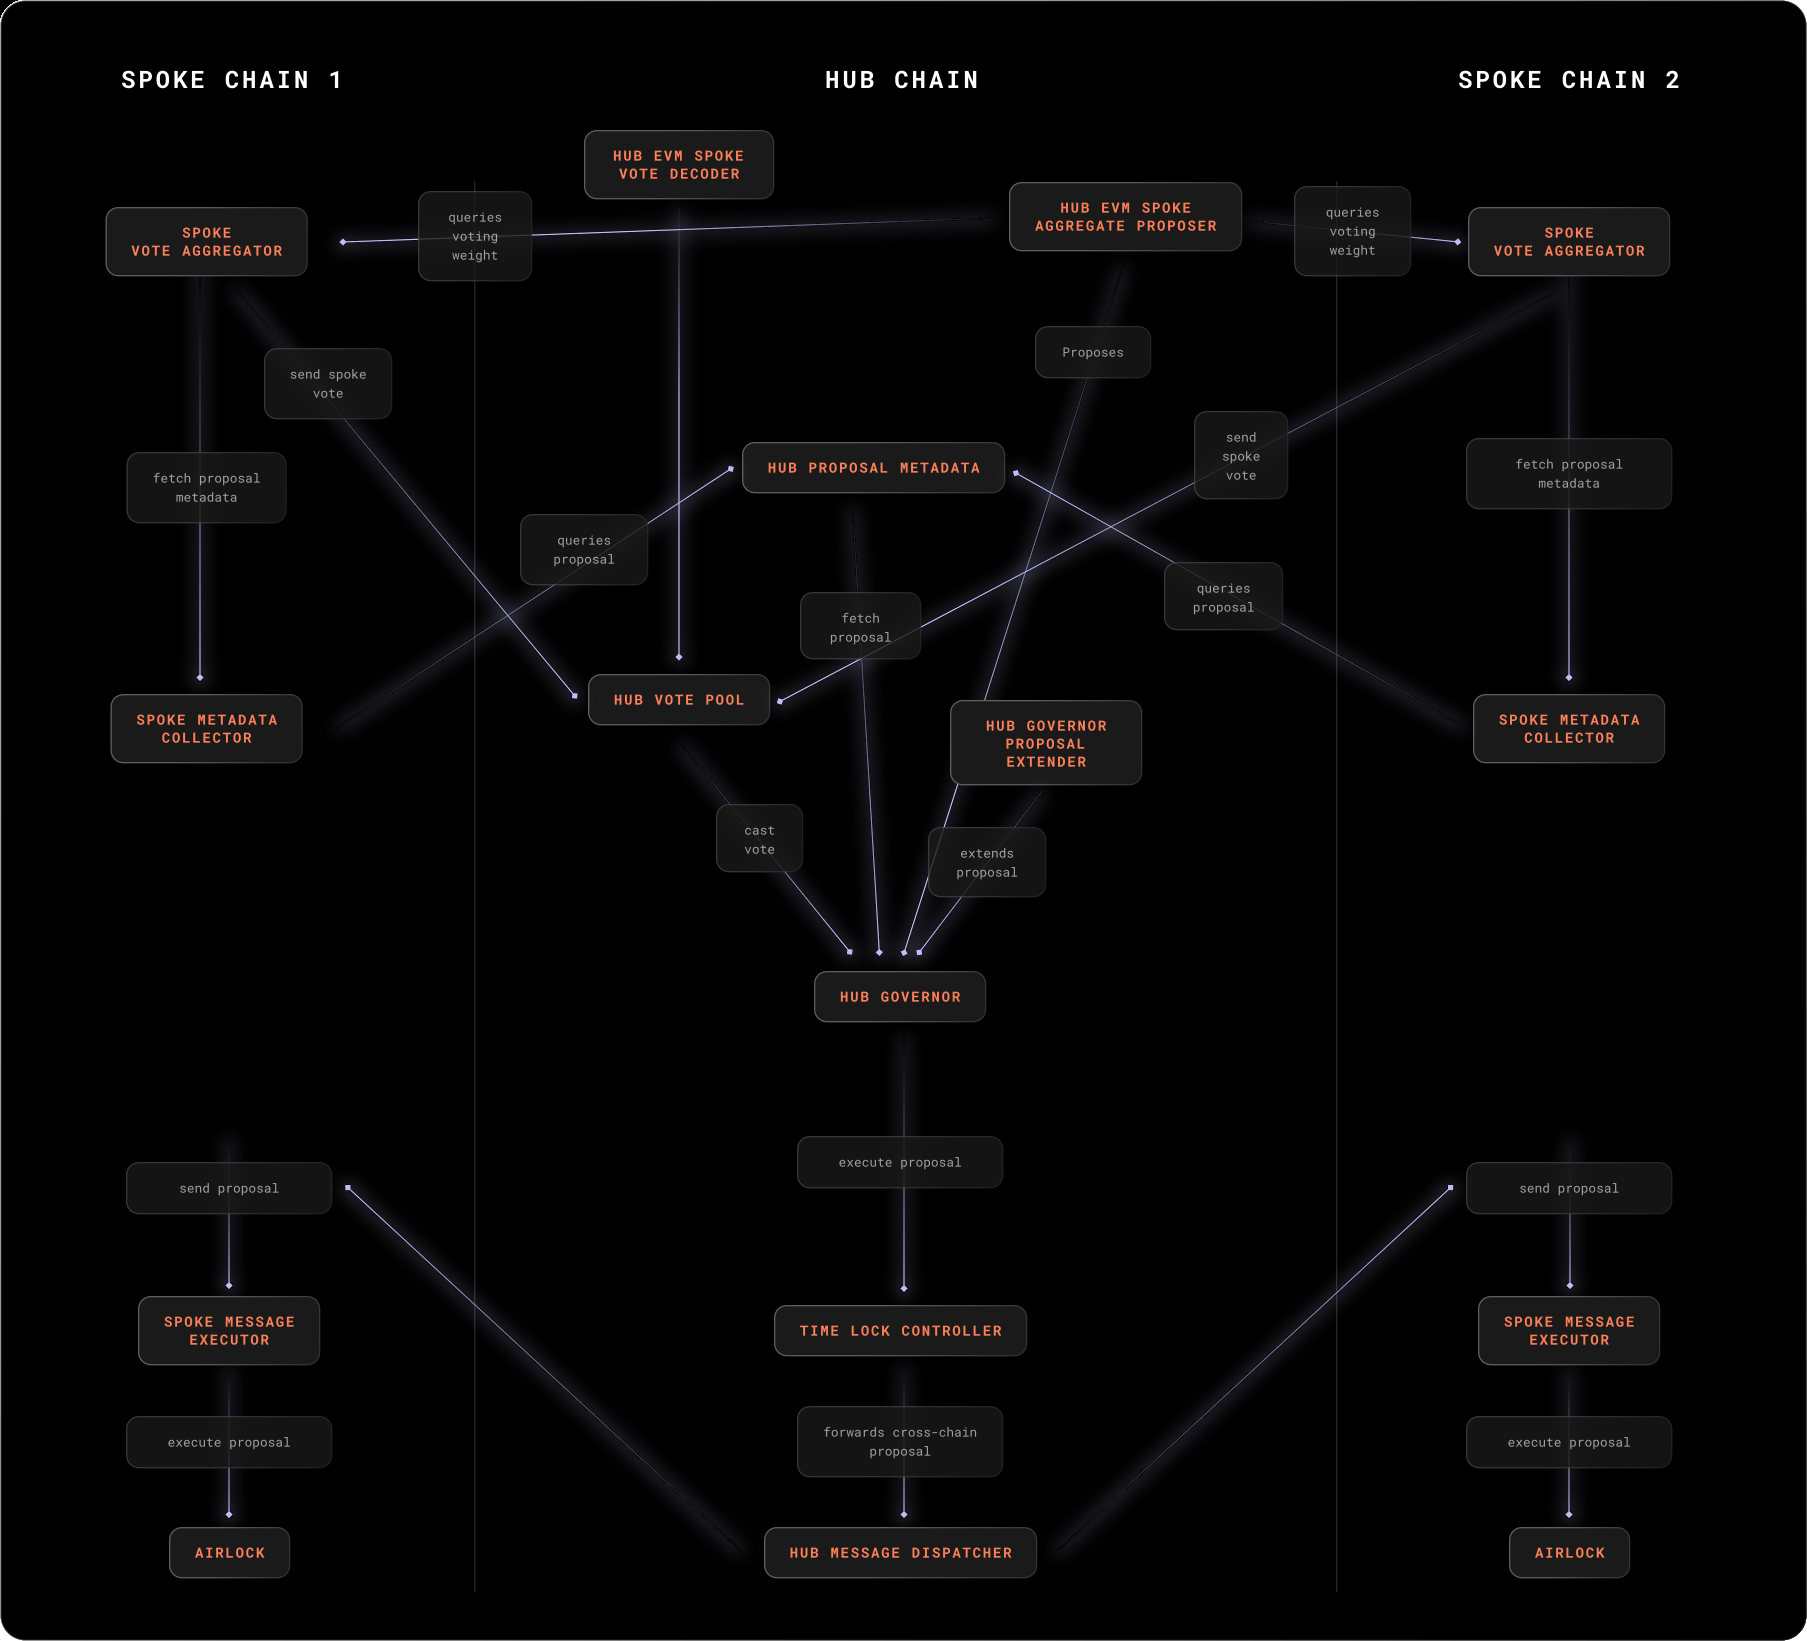 SPOKE CHAIN 1
HUB CHAIN
SPOKE CHAIN 2
HUB EVM SPOKE
VOTE DECODER
HUB EVM SPOKE
AGGREGATE PROPOSER
SPOKE
VOTE AGGREGATOR
queries
voting
weight
queries
voting
weight
SPOKE
VOTE AGGREGATOR
send spoke
vote
Proposes
fetch proposal
metadata
HUB PROPOSAL METADATA
send
spoke
vote
fetch proposal
metadata
queries
proposal
fetch
proposal
queries
proposal
SPOKE METADATA
COLLECTOR
HUB VOTE POOL
HUB GOVERNOR
PROPOSAL
EXTENDER
SPOKE METADATA
COLLECTOR
cast
vote
extends
proposal
HUB GOVERNOR
send proposal
execute proposal
send proposal
SPOKE MESSAGE
EXECUTOR
TIME LOCK CONTROLLER
SPOKE MESSAGE
EXECUTOR
execute proposal
forwards cross-chain
proposal
execute proposal
AIRLOCK
HUB MESSAGE DISPATCHER
AIRLOCK